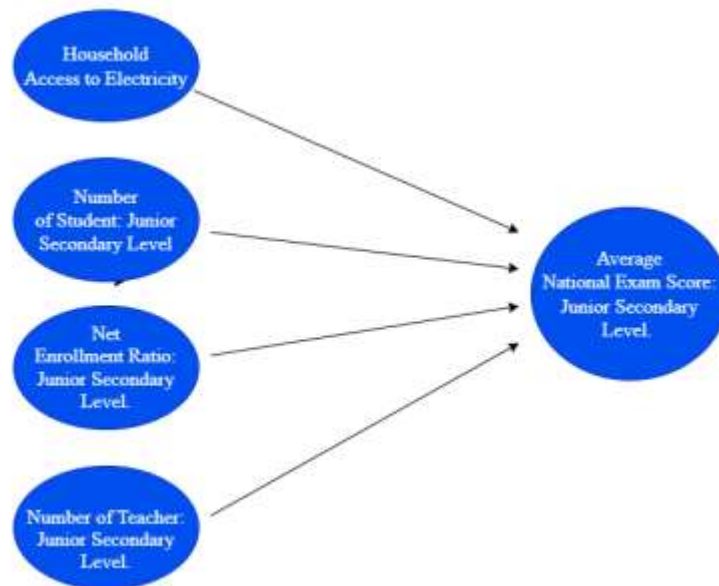 Household
Access to Electricity
Number
of Student: Junior
Secondary Level
Net
Enrollment Ratio:
Junior Secondary
Level.
Number of Teacher:
Junior Secondary
Level.
Average
National Exam Score:
Junior Secondary
Level.